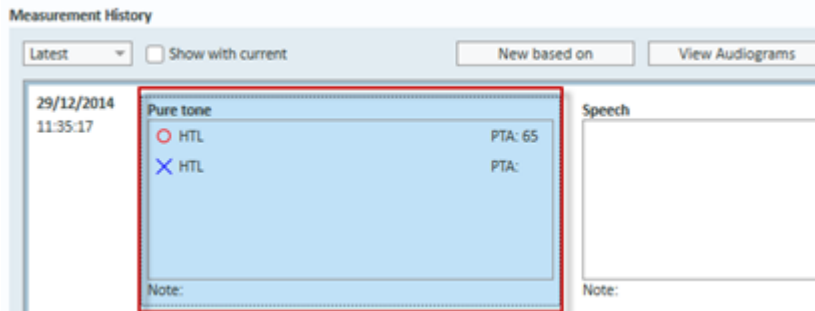 Measurement History
Latest
Show with current
New based on
View Audiograms
29/12/2014
11:35:17
Pure tone
HTL PTA: 65
HTL PTA:
Note:
Speech
Note: